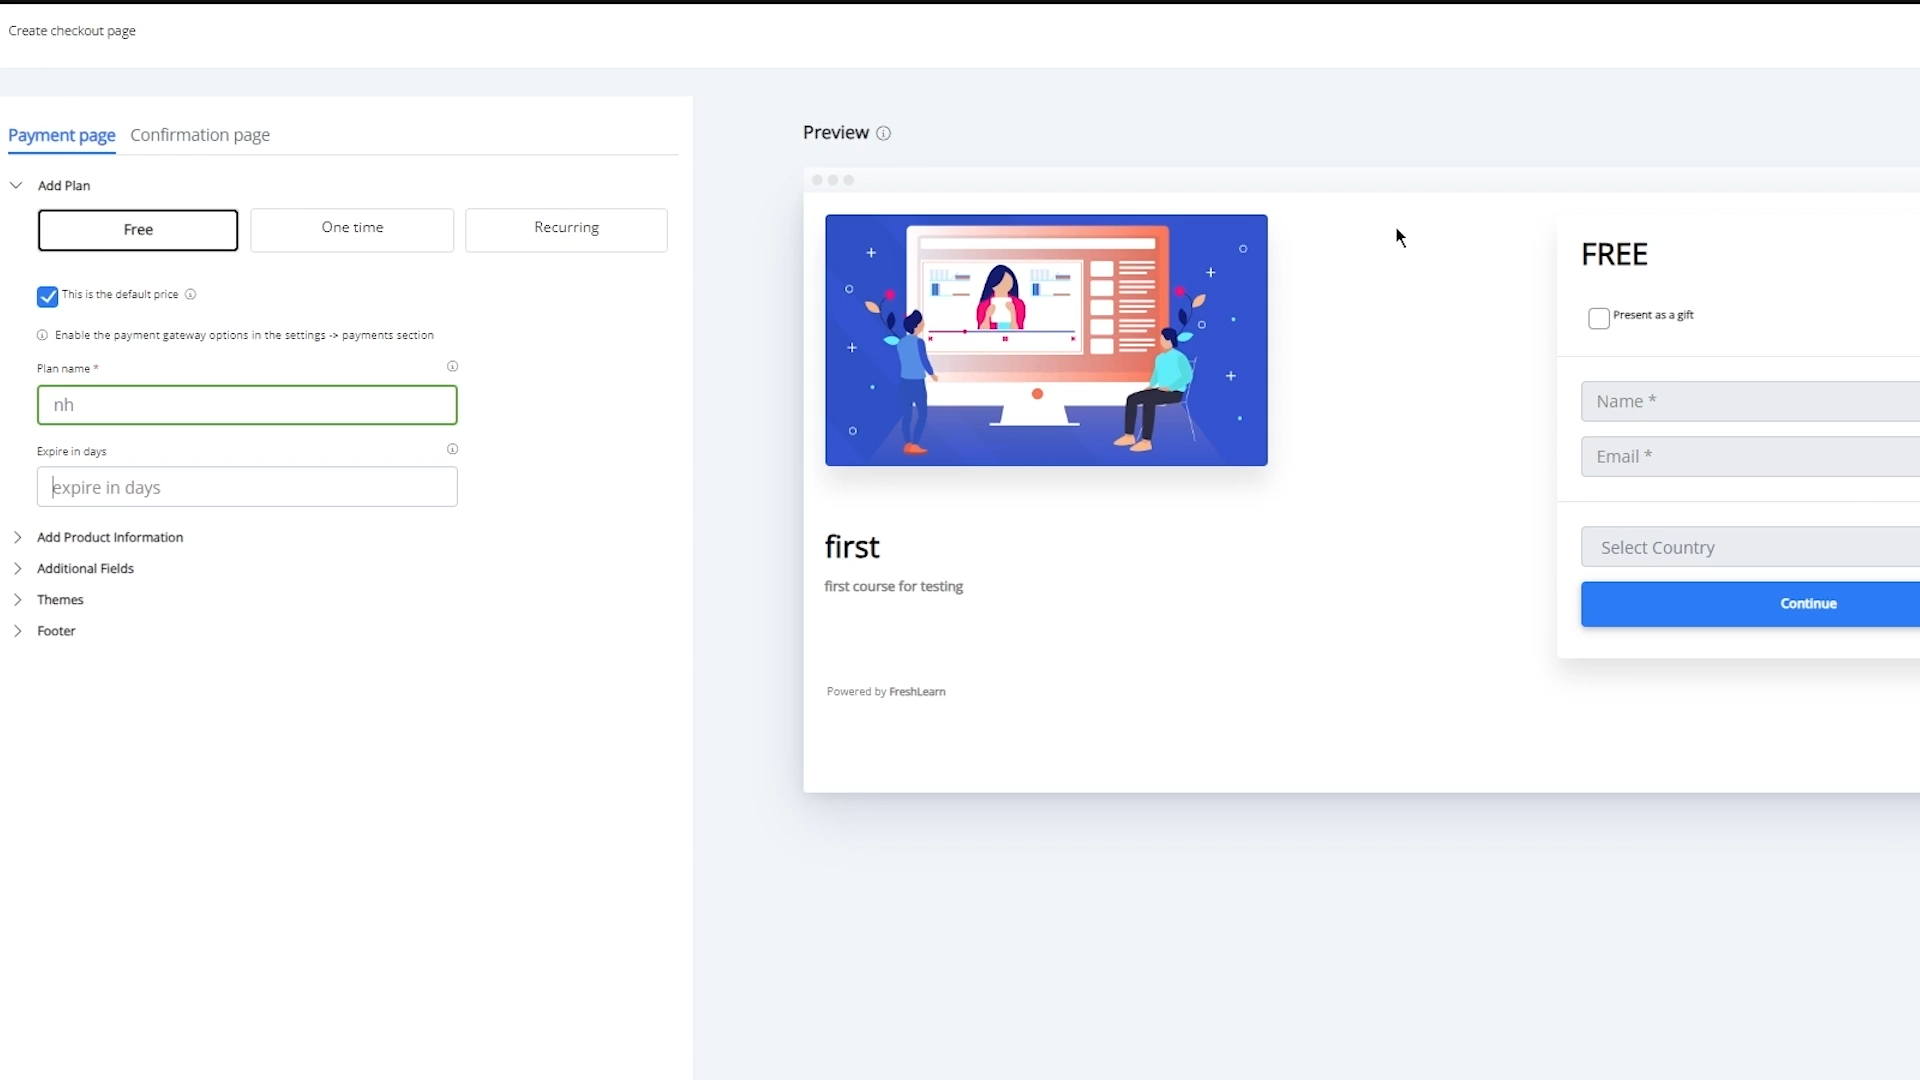 Create checkout page
Payment page Confirmation page
Add Plan
Free One time Recurring
This is the default price
Enable the payment gateway options in the settings -> payments section
Plan name *
nh
Expire in days
expire in days
Add Product Information
Additional Fields
Themes
Footer
Preview
first
first course for testing
Powered by FreshLearn
FREE
Present as a gift
Name *
Email *
Select Country
Continue